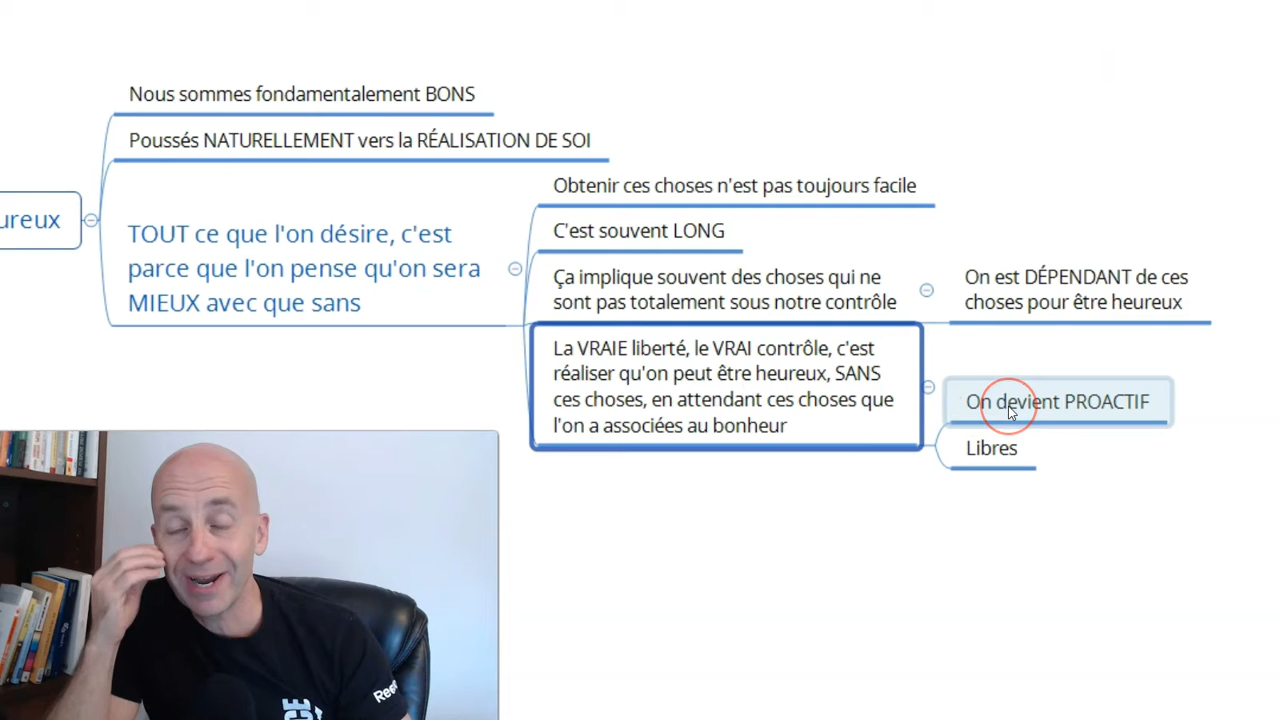 Nous sommes fondamentalement BONS
Poussés NATURELLEMENT vers la RÉALISATION DE SOI
ureux
TOUT ce que l'on désire, c'est
parce que l'on pense qu'on sera
MIEUX avec que sans
Obtenir ces choses n'est pas toujours facile
C'est souvent LONG
Ça implique souvent des choses qui ne
sont pas totalement sous notre contrôle
On est DÉPENDANT de ces
choses pour être heureux
La VRAIE liberté, le VRAI contrôle, c'est
réaliser qu'on peut être heureux, SANS
ces choses, en attendant ces choses que
l'on a associées au bonheur
On devient PROACTIF
Libres